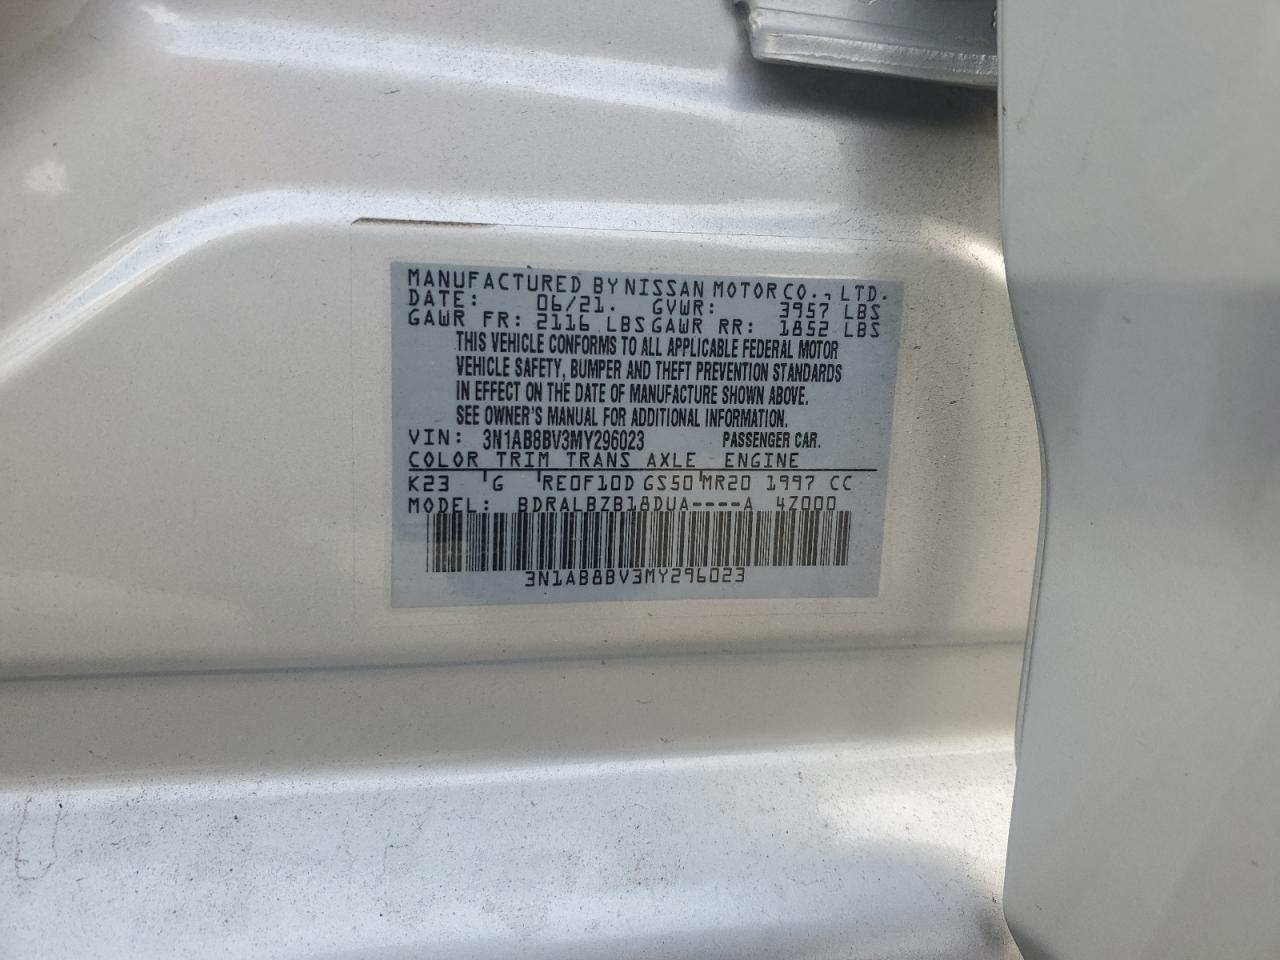 MANUFACTURED BY NISSAN MOTOR CO., LTD.
DATE: 06/21. GVWR: 3957 LBS
GAWR FR: 2116 LBS GAWR RR: 1852 LBS
THIS VEHICLE CONFORMS TO ALL APPLICABLE FEDERAL MOTOR
VEHICLE SAFETY, BUMPER AND THEFT PREVENTION STANDARDS
IN EFFECT ON THE DATE OF MANUFACTURE SHOWN ABOVE.
SEE OWNER'S MANUAL FOR ADDITIONAL INFORMATION.
VIN: 3N1AB8BV3MY296023 PASSENGER CAR.
COLOR TRIM TRANS AXLE ENGINE
K23 'G 'RE0F10D GS50'MR20 1997 CC
MODEL: BDRALBZB18DUA----A 4Z000
3N1AB8BV3MY296023